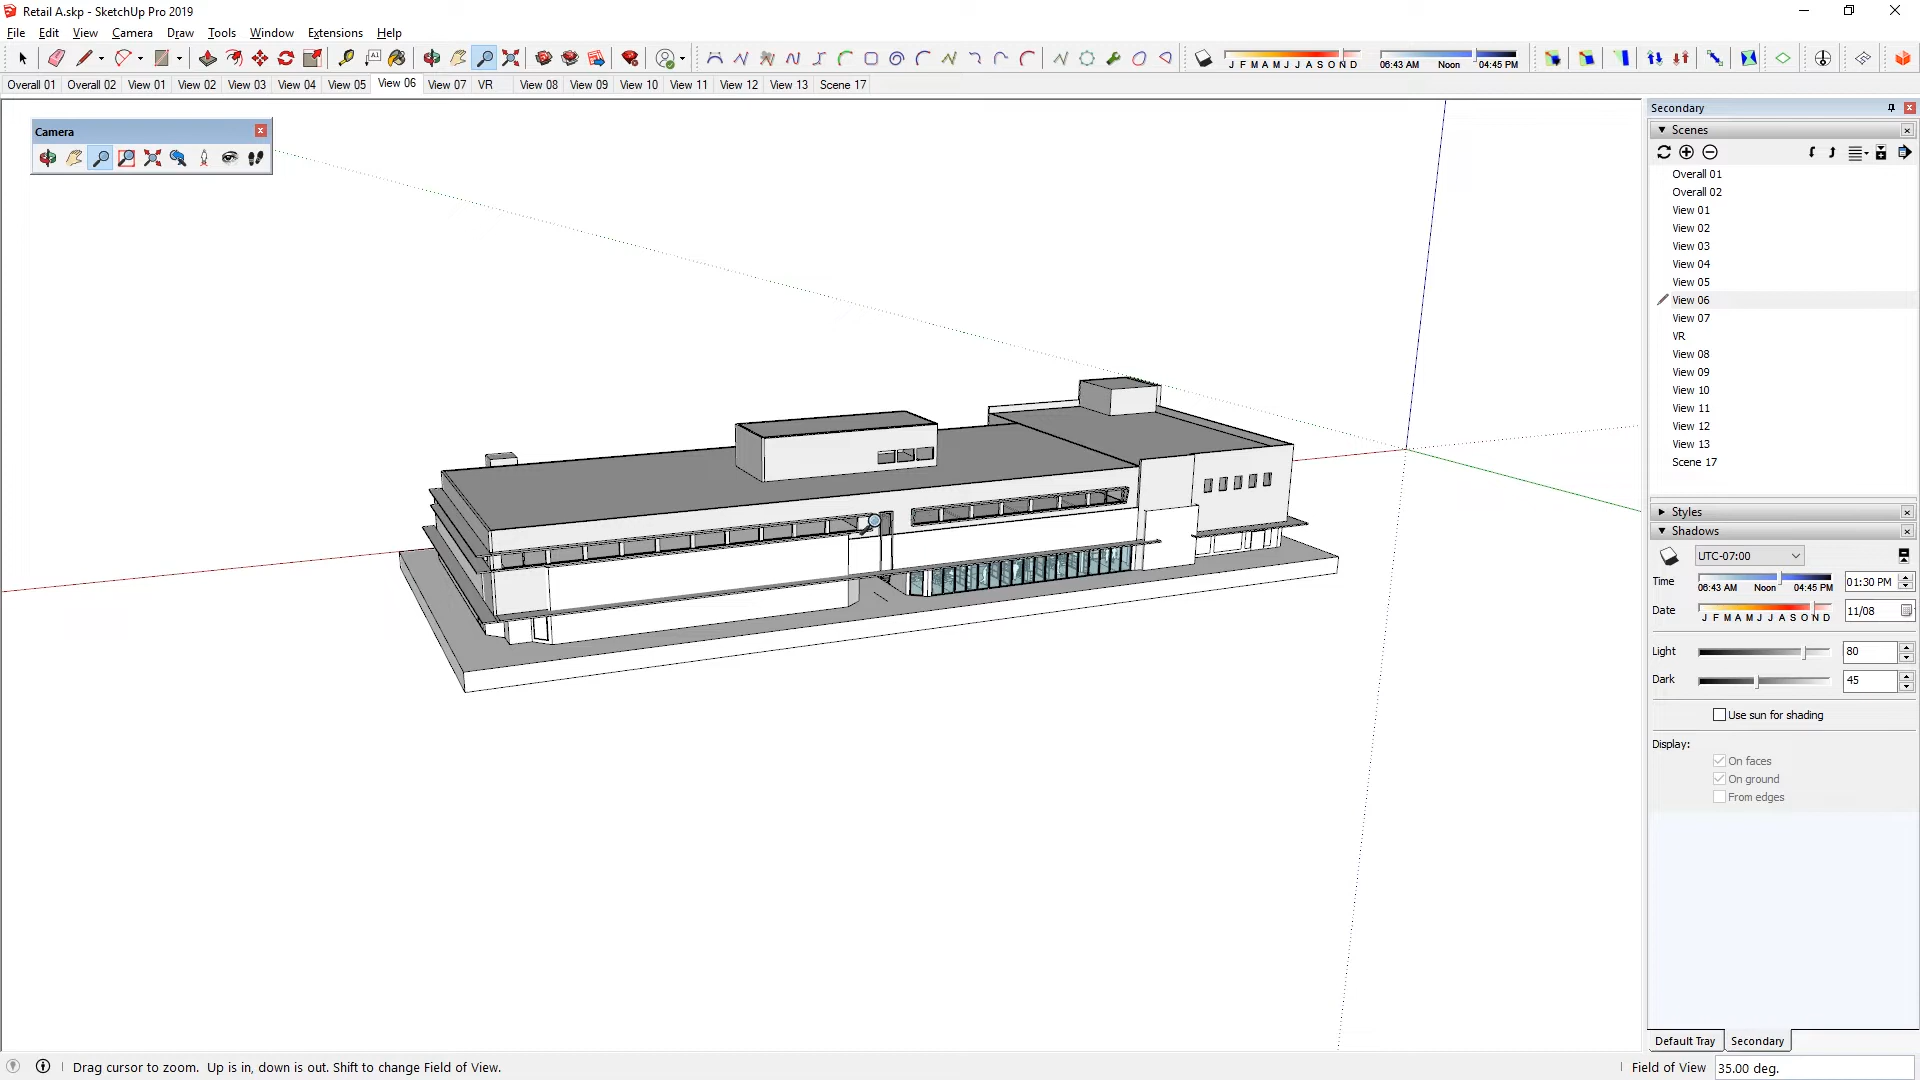 Retail A.skp - SketchUp Pro 2019
File Edit View Camera Draw Tools Window Extensions Help
J F M A M J J A S O N D 06:43 AM Noon 04:45 PM
Overall 01 Overall 02 View 01 View 02 View 03 View 04 View 05 View 06 View 07 VR View 08 View 09 View 10 View 11 View 12 View 13 Scene 17
Camera
Secondary
Scenes
Overall 01
Overall 02
View 01
View 02
View 03
View 04
View 05
View 06
View 07
VR
View 08
View 09
View 10
View 11
View 12
View 13
Scene 17
Styles
Shadows
UTC-07:00
Time 06:43 AM Noon 04:45 PM 01:30 PM
Date J F M A M J J A S O N D 11/08
Light 80
Dark 45
Use sun for shading
Display:
On faces
On ground
From edges
Default Tray Secondary
Drag cursor to zoom. Up is in, down is out. Shift to change Field of View. Field of View 35.00 deg.